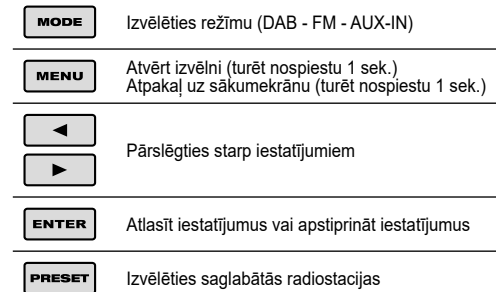 MODE Izvēlēties režīmu (DAB - FM - AUX-IN)
MENU Atvērt izvēlni (turēt nospiestu 1 sek.)
Atpakaļ uz sākumekrānu (turēt nospiestu 1 sek.)
Pārslēgties starp iestatījumiem
ENTER Atlasīt iestatījumus vai apstiprināt iestatījumus
PRESET Izvēlēties saglabātās radiostacijas